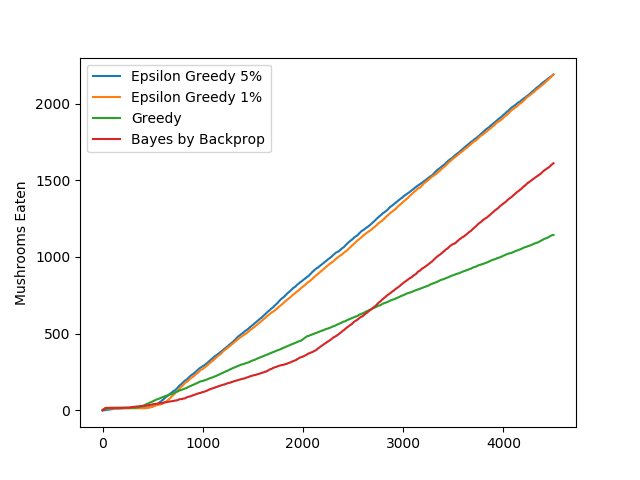 Epsilon Greedy 5%
Epsilon Greedy 1%
Greedy
Bayes by Backprop
Mushrooms Eaten
2000
1500
1000
500
0
0 1000 2000 3000 4000